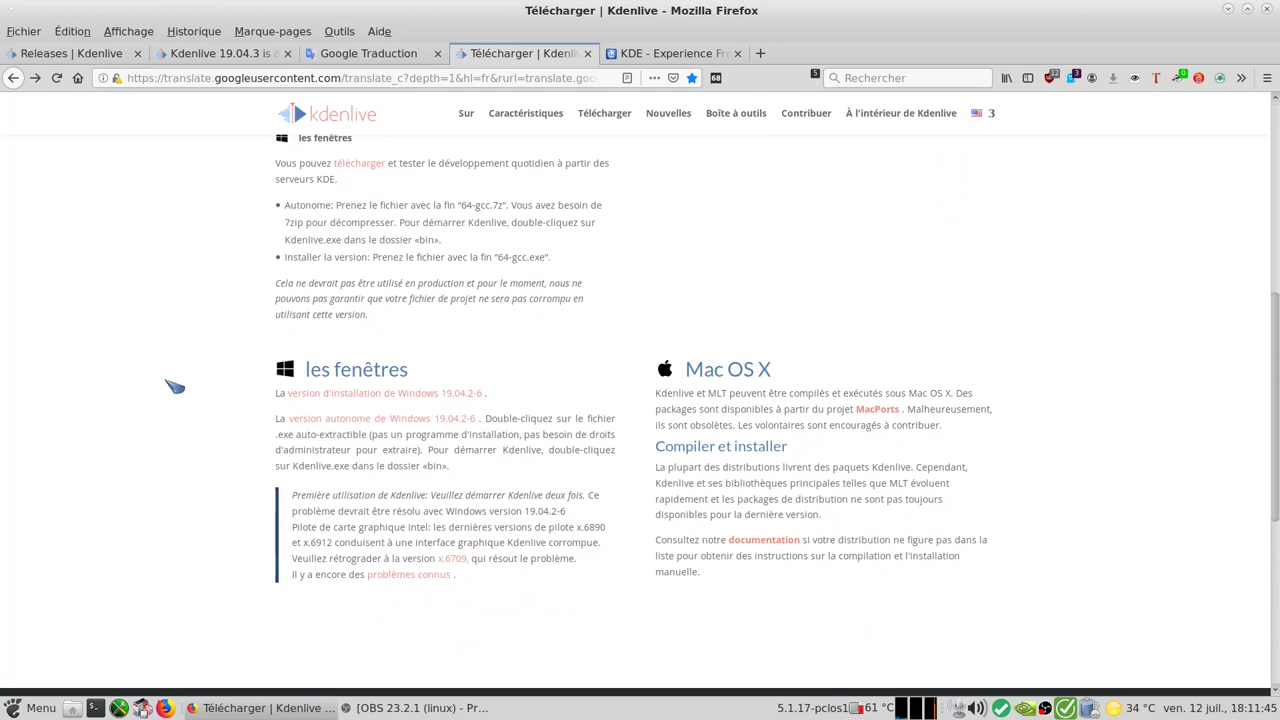 Télécharger | Kdenlive - Mozilla Firefox
Fichier Édition Affichage Historique Marque-pages Outils Aide
Releases | Kdenlive Kdenlive 19.04.3 is o Google Traduction Télécharger | Kdenli KDE - Experience Fr
https://translate.googleusercontent.com/translate_c?depth=1&hl=fr&rurl=translate.goo 68 5 Rechercher
kdenlive Sur Caractéristiques Télécharger Nouvelles Boîte à outils Contribuer À l'intérieur de Kdenlive 3
les fenêtres
Vous pouvez télécharger et tester le développement quotidien à partir des
serveurs KDE.
Autonome: Prenez le fichier avec la fin “64-gcc.7z“. Vous avez besoin de
7zip pour décompresser. Pour démarrer Kdenlive, double-cliquez sur
Kdenlive.exe dans le dossier «bin».
Installer la version: Prenez le fichier avec la fin “64-gcc.exe“.
Cela ne devrait pas être utilisé en production et pour le moment, nous ne
pouvons pas garantir que votre fichier de projet ne sera pas corrompu en
utilisant cette version.
les fenêtres
La version d'installation de Windows 19.04.2-6 .
La version autonome de Windows 19.04.2-6 . Double-cliquez sur le fichier
.exe auto-extractible (pas un programme d'installation, pas besoin de droits
d'administrateur pour extraire). Pour démarrer Kdenlive, double-cliquez
sur Kdenlive.exe dans le dossier «bin».
Première utilisation de Kdenlive: Veuillez démarrer Kdenlive deux fois. Ce
problème devrait être résolu avec Windows version 19.04.2-6
Pilote de carte graphique Intel: les dernières versions de pilote x.6890
et x.6912 conduisent à une interface graphique Kdenlive corrompue.
Veuillez rétrograder à la version x.6709, qui résout le problème.
Il y a encore des problèmes connus .
Mac OS X
Kdenlive et MLT peuvent être compilés et exécutés sous Mac OS X. Des
packages sont disponibles à partir du projet MacPorts . Malheureusement,
ils sont obsolètes. Les volontaires sont encouragés à contribuer.
Compiler et installer
La plupart des distributions livrent des paquets Kdenlive. Cependant,
Kdenlive et ses bibliothèques principales telles que MLT évoluent
rapidement et les packages de distribution ne sont pas toujours
disponibles pour la dernière version.
Consultez notre documentation si votre distribution ne figure pas dans la
liste pour obtenir des instructions sur la compilation et l'installation
manuelle.
Menu Télécharger | Kdenlive ... [OBS 23.2.1 (linux) - Pr... 5.1.17-pclos1 61 °C 34 °C ven. 12 juil., 18:11:45